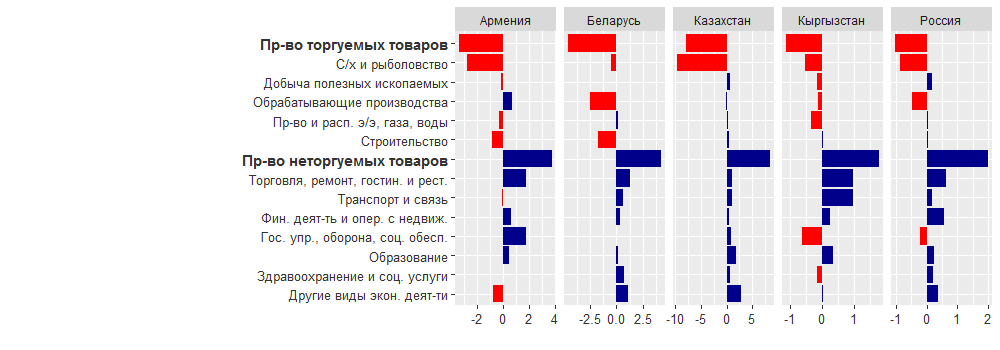 Армения Беларусь Казахстан Кыргызстан Россия
Пр-во торгуемых товаров
С/х и рыболовство
Добыча полезных ископаемых
Обрабатывающие производства
Пр-во и расп. э/э, газа, воды
Строительство
Пр-во неторгуемых товаров
Торговля, ремонт, гостин. и рест.
Транспорт и связь
Фин. деят-ть и опер. с недвиж.
Гос. упр., оборона, соц. обесп.
Образование
Здравоохранение и соц. услуги
Другие виды экон. деят-ти
-2 0 2 4 -2.5 0.0 2.5 -10 -5 0 5 -1 0 1 -1 0 1 2